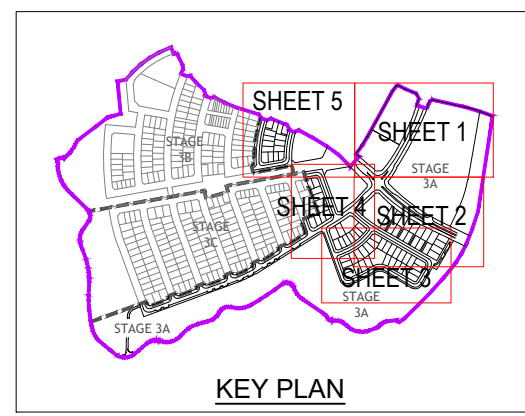 SHEET 5
SHEET 1
STAGE
3B
STAGE
3A
SHEET 4
SHEET 2
STAGE
3C
SHEET 3
STAGE
3A
STAGE 3A
KEY PLAN